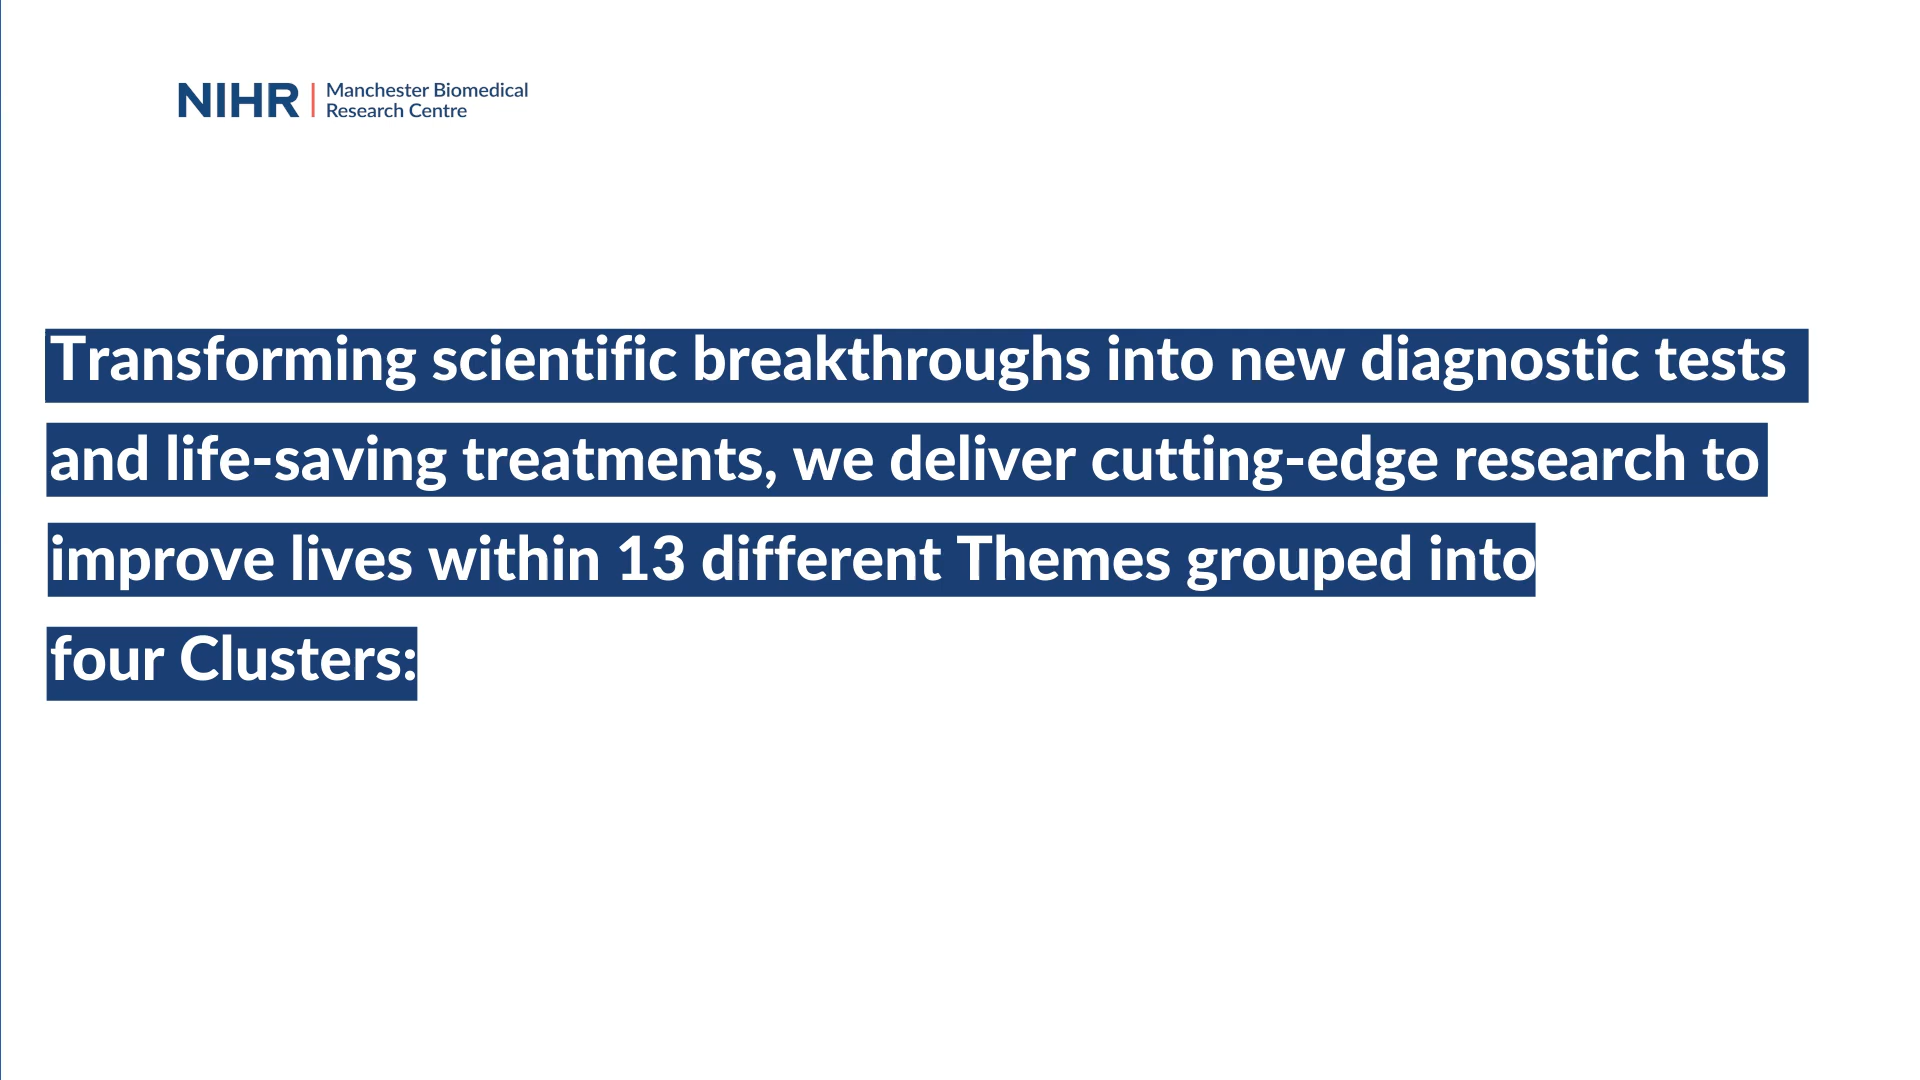 NIHR | Manchester Biomedical
Research Centre
Transforming scientific breakthroughs into new diagnostic tests
and life-saving treatments, we deliver cutting-edge research to
improve lives within 13 different Themes grouped into
four Clusters: